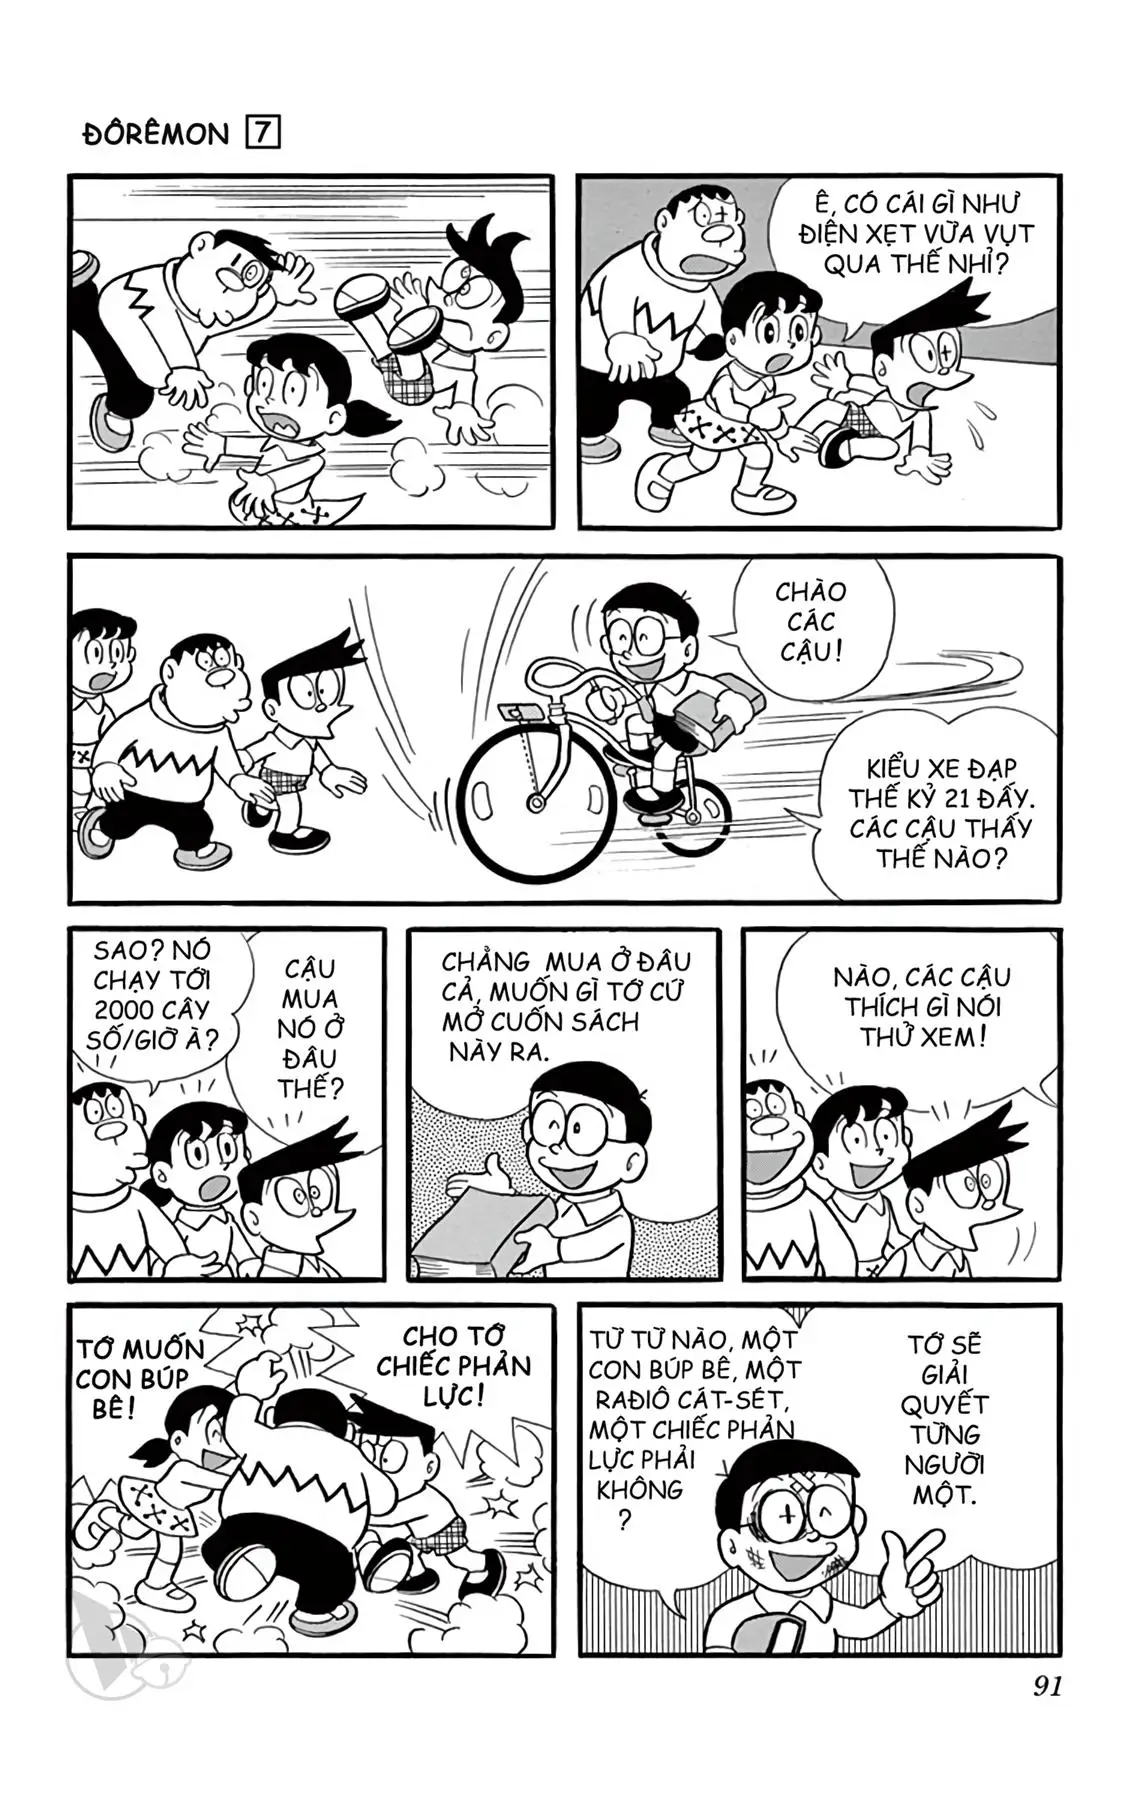 ĐÔRÊMON 7
Ê, CÓ CÁI GÌ NHƯ
ĐIỆN XẸT VỪA VỤT
QUA THẾ NHỈ?
CHÀO
CÁC
CẬU!
KIỂU XE ĐẠP
THẾ KỶ 21 ĐẤY.
CÁC CẬU THẤY
THẾ NÀO?
SAO? NÓ
CHẠY TỚI
2000 CÂY
SỐ/GIỜ À?
CẬU
MUA
NÓ Ở
ĐÂU
THẾ?
CHẲNG MUA Ở ĐÂU
CẢ, MUỐN GÌ TỚ CỨ
MỞ CUỐN SÁCH
NÀY RA.
NÀO, CÁC CẬU
THÍCH GÌ NÓI
THỬ XEM!
TỚ MUỐN
CON BÚP
BÊ!
CHO TỚ
CHIẾC PHẢN
LỰC!
TỪ TỪ NÀO, MỘT
CON BÚP BÊ, MỘT
RAĐIÔ CÁT-SÉT,
MỘT CHIẾC PHẢN
LỰC PHẢI
KHÔNG
?
TỚ SẼ
GIẢI
QUYẾT
TỪNG
NGƯỜI
MỘT.
91